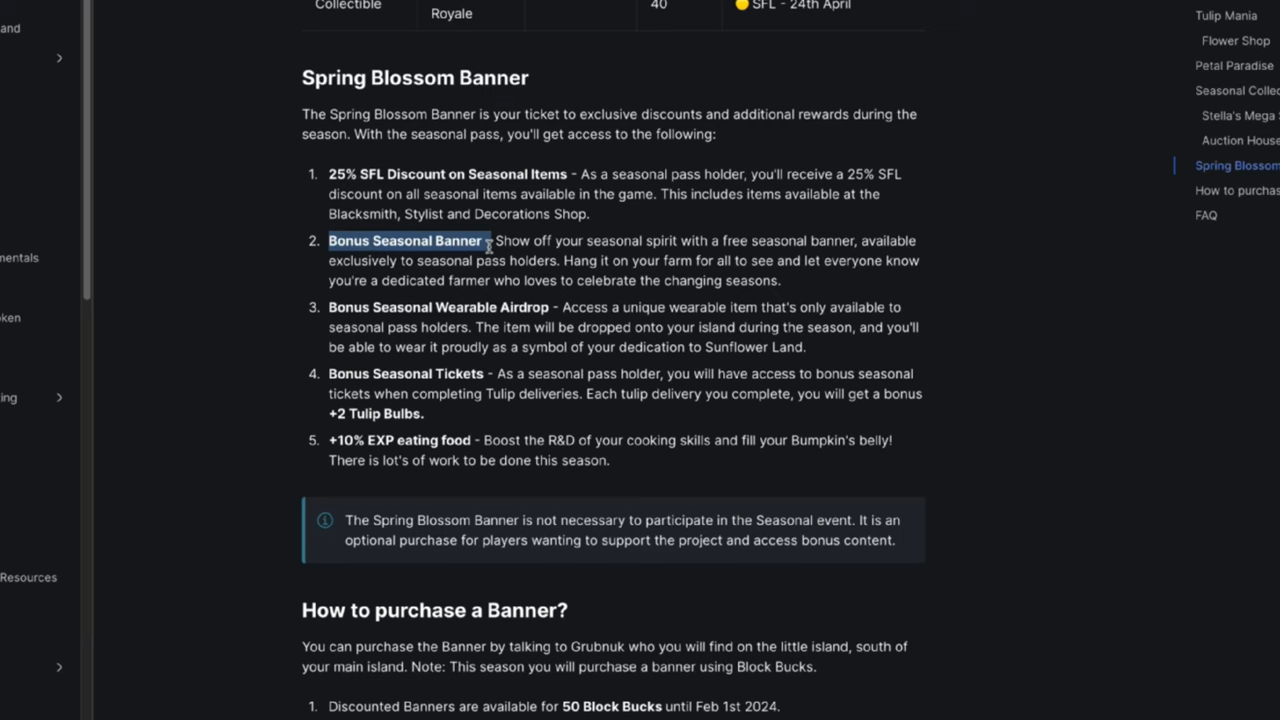 Collectible
Royale
40
SFL - 24th April
Spring Blossom Banner
The Spring Blossom Banner is your ticket to exclusive discounts and additional rewards during the
season. With the seasonal pass, you'll get access to the following:
1. 25% SFL Discount on Seasonal Items - As a seasonal pass holder, you'll receive a 25% SFL
discount on all seasonal items available in the game. This includes items available at the
Blacksmith, Stylist and Decorations Shop.
2. Bonus Seasonal Banner - Show off your seasonal spirit with a free seasonal banner, available
exclusively to seasonal pass holders. Hang it on your farm for all to see and let everyone know
you're a dedicated farmer who loves to celebrate the changing seasons.
3. Bonus Seasonal Wearable Airdrop - Access a unique wearable item that's only available to
seasonal pass holders. The item will be dropped onto your island during the season, and you'll
be able to wear it proudly as a symbol of your dedication to Sunflower Land.
4. Bonus Seasonal Tickets - As a seasonal pass holder, you will have access to bonus seasonal
tickets when completing Tulip deliveries. Each tulip delivery you complete, you will get a bonus
+2 Tulip Bulbs.
5. +10% EXP eating food - Boost the R&D of your cooking skills and fill your Bumpkin's belly!
There is lot's of work to be done this season.
The Spring Blossom Banner is not necessary to participate in the Seasonal event. It is an
optional purchase for players wanting to support the project and access bonus content.
How to purchase a Banner?
You can purchase the Banner by talking to Grubnuk who you will find on the little island, south of
your main island. Note: This season you will purchase a banner using Block Bucks.
1. Discounted Banners are available for 50 Block Bucks until Feb 1st 2024.
and
mentals
oken
ing
Resources
Tulip Mania
Flower Shop
Petal Paradise
Seasonal Collec
Stella's Mega
Auction House
Spring Blossom
How to purchas
FAQ